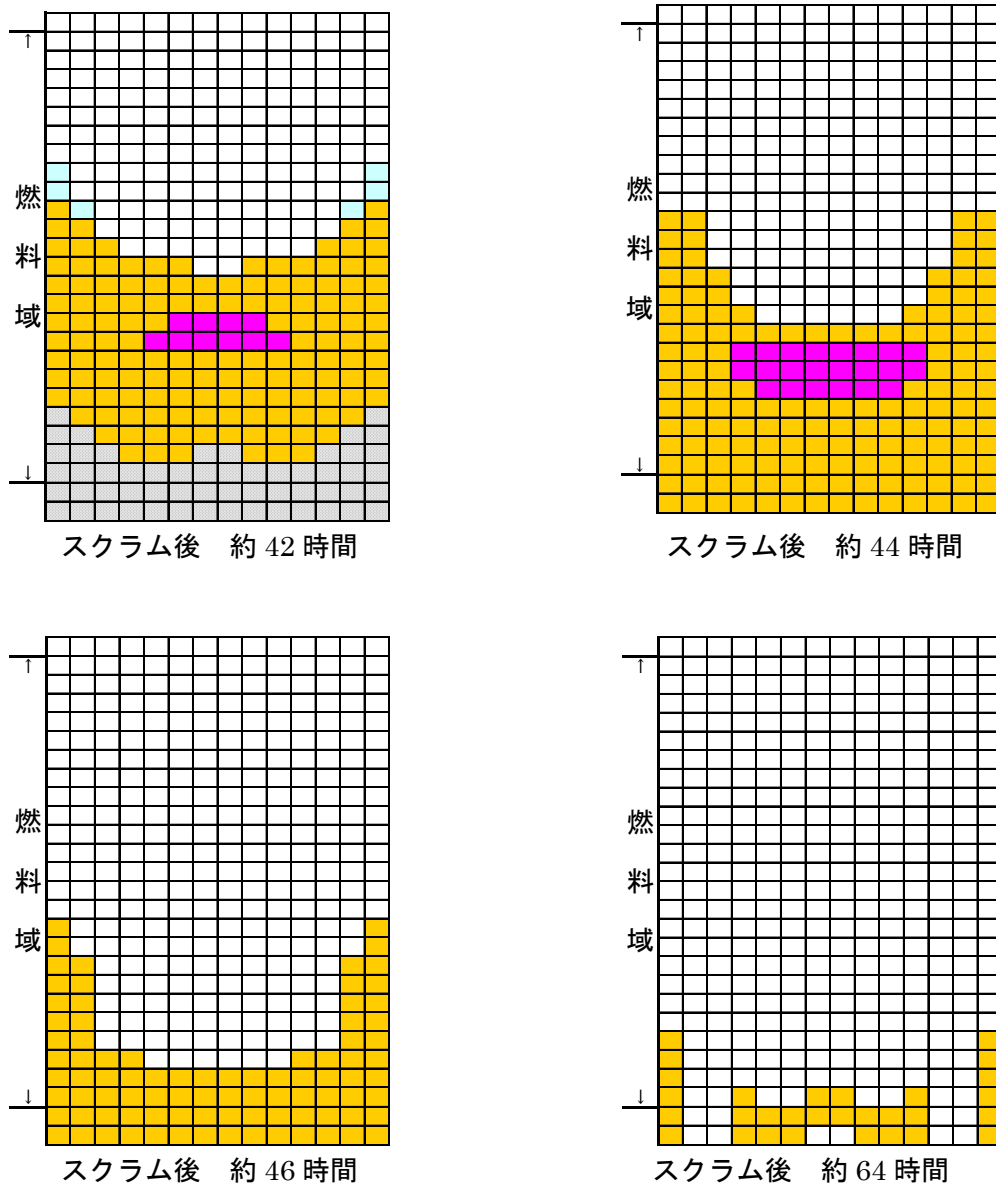 ↑
燃
料
域
↓
スクラム後 約 42 時間
↑
燃
料
域
↓
スクラム後 約 44 時間
↑
燃
料
域
↓
スクラム後 約 46 時間
↑
燃
料
域
↓
スクラム後 約 64 時間